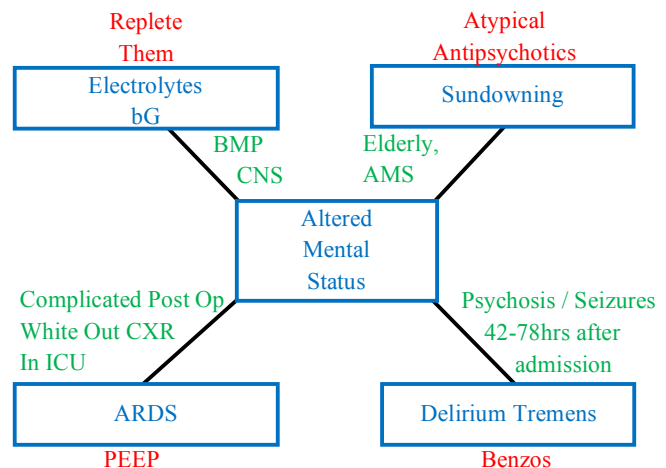 Replete
Them
Electrolytes
bG
Atypical
Antipsychotics
Sundowning
BMP
CNS
Elderly,
AMS
Altered
Mental
Status
Complicated Post Op
White Out CXR
In ICU
Psychosis / Seizures
42-78hrs after
admission
ARDS
PEEP
Delirium Tremens
Benzos